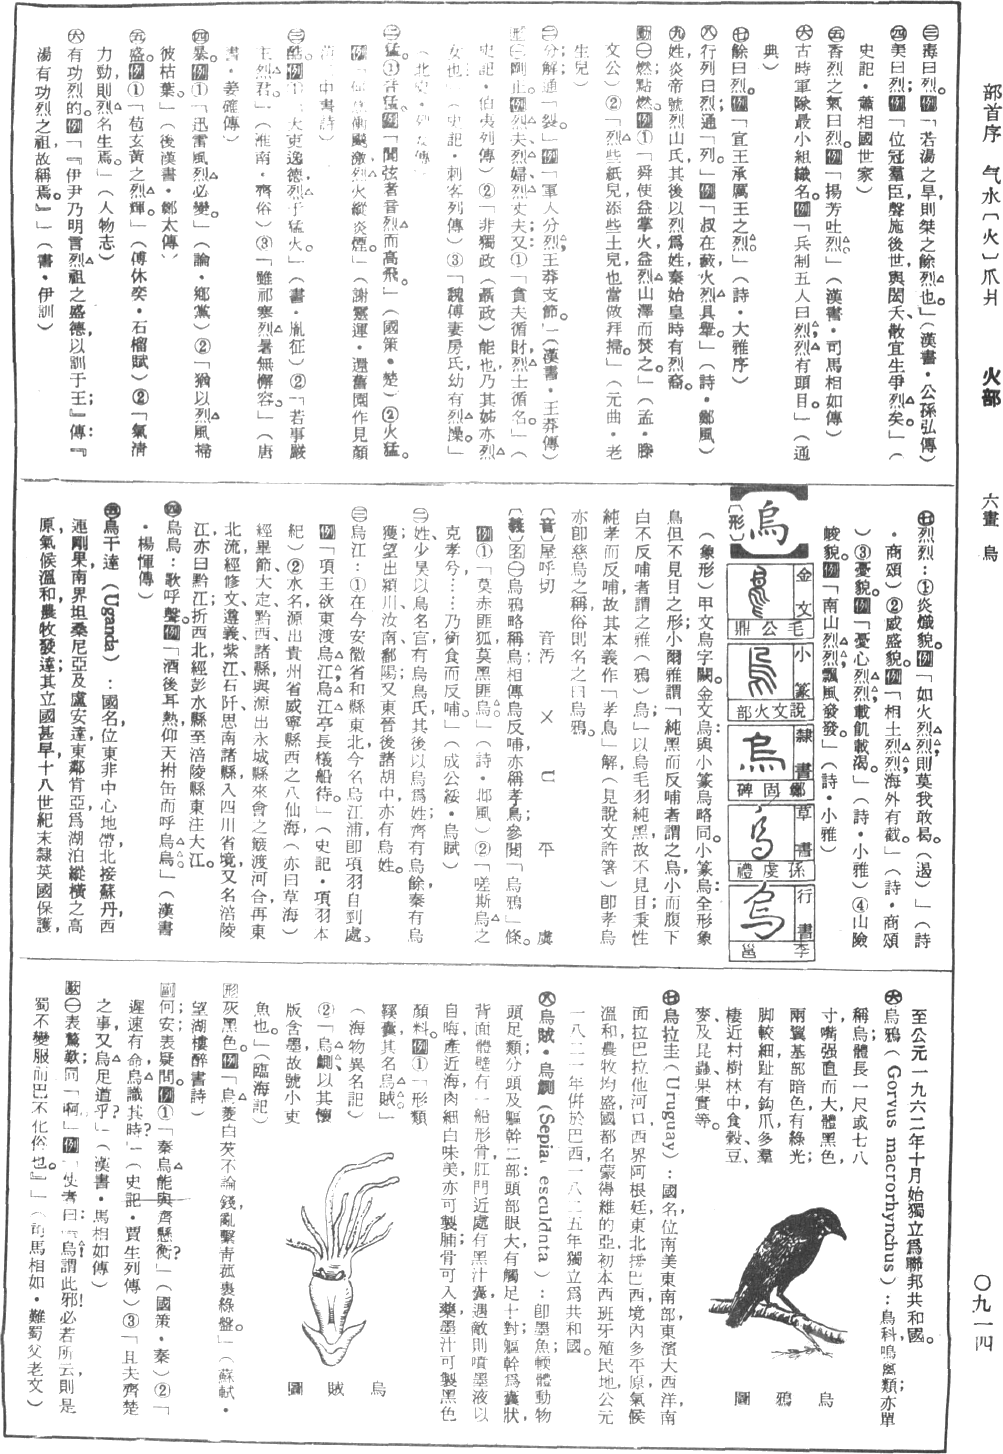 部首序　气水〔火〕爪爿　火部　六畫　烏　〇九一四
㊂毒曰烈。例「若湯之旱，則桀之餘烈也。」（漢書・公孫弘傳）
㊃美曰烈；例「位冠羣臣，聲施後世，與閎、夭、散宜生爭烈矣。」（
史記・蕭相國世家）
㊄香烈之氣曰烈。例「揚芳吐烈。」（漢書・司馬相如傳）
㊅古時軍隊最小組織名。例「兵制五人曰烈，烈有頭目。」（通
典）
㊆餘曰烈；例「宣王承厲王之烈。」（詩・大雅序）
㊇行列曰烈，通「列。」例「叔在藪，火烈具舉。」（詩・鄭風）
㊈姓，炎帝號烈山氏，其後以烈爲姓，秦始皇時有烈裔。
動㊀燃點；燃。例①「舜使益掌火，益烈山澤而焚之。」（孟・滕
文公）②「烈些紙兒，添些土兒，也當做拜掃。」（元曲・老
生兒）
㊁分解；通「裂。」例「軍人分烈王莽支節。」（漢書・王莽傳）
形㊀剛正。例烈夫；烈婦；烈丈夫；又①「貪夫循財，烈士循名。」（
史記・伯夷列傳）②「非獨政（聶政）能也，乃其姊亦烈
女也。」（史記・刺客列傳）③「魏傅妻房氏，幼有烈操。」
（北史・列女傳）
㊁猛。①音猛。例「聞弦者音烈而高飛。」（國策・楚）②火猛。
例「飈激烈火，縱炎煙。」（謝靈運・還舊園作見顏
中書詩）
㊂酷。例①「天吏逸德，烈于猛火。」（書・胤征）②「若事嚴
主烈君。」（淮南・齊俗）③「雖祁寒烈暑無懈容。」（唐
書・姜確傳）
㊃暴。例①「迅雷風烈必變。」（論・鄉黨）②「猶以烈風掃
彼枯葉。」（後漢書・鄭太傳）
㊄盛。例①「苞玄黃之烈輝。」（傅休奕・石榴賦）②「氣清
力勁，則烈名生焉。」（人物志）
㊅有功烈的。例「『伊尹乃明言烈祖之盛德，以訓于王；』傳：『
湯有功烈之祖，故稱焉。』」（書・伊訓）
㊆烈烈：①炎熾貌。例「如火烈烈，則莫我敢曷。（遏）」（詩
・商頌）②威盛貌。例「相土烈烈，海外有截。」（詩・商頌
）③憂貌。例「憂心烈烈，載飢載渴。」（詩・小雅）④山險
峻貌。例「南山烈烈，飄風發發。」（詩・小雅）
烏
〔形〕
金文　毛公鼎
小篆　說文火部
隸書　鄭固碑
草書　孫虔禮
行書　李邕
（象形）甲文烏字闕。金文烏與小篆烏略同。小篆烏：全形象
鳥，但不見目之形；小爾雅謂「純黑而反哺者謂之烏，小而腹下
白，不反哺者謂之雅（鴉）烏；」以烏毛羽純黑，故不見目；秉性
純孝而反哺，故其本義作「孝烏」解（見說文許箸）即孝烏，
亦即慈烏之稱，俗則名之曰烏鴉。
〔音〕屋呼切　音污　ㄨ　ㄨ　平　虞
〔義〕名㊀烏鴉略稱烏；相傳烏反哺，亦稱孝鳥；參閱「烏鴉」條。
例①「莫赤匪狐，莫黑匪烏。」（詩・邶風）②「嗟斯烏之
克孝兮……乃銜食而反哺。」（成公綏・烏賦）
㊁姓，少昊以鳥名官，有烏鳥氏，其後以烏爲姓，齊有烏餘，秦有烏
獲；望出潁川、汝南、鄱陽；又東晉後，諸胡中亦有烏姓。
㊂烏江：①在今安徽省和縣東北，今名烏江浦；即項羽自刎處。
例「項王欲東渡烏江，烏江亭長檥船待。」（史記・項羽本
紀）②水名，源出貴州省威寧縣西之八仙海，（亦曰草海）
經畢節、大定、黔西諸縣，與源出永城縣來會之簸渡河合，再東
北流，經修文、遵義、紫江、石阡、思南諸縣，入四川省境，又名涪陵
江，亦曰黔江；折西北，經彭水縣至涪陵縣，東注大江。
㊃烏烏：歌呼聲。例「酒後耳熱，仰天拊缶而呼烏烏。」（漢書
・楊惲傳）
㊄烏干達（Uganda）：國名，位東非中心地帶，北接蘇丹，西
連剛果，南界坦桑尼亞及盧安達，東鄰肯亞，爲湖泊縱橫之高
原，氣候溫和，農牧發達；其立國甚早，十八世紀末隸英國保護，
至公元一九六二年十月始獨立爲聯邦共和國。
㊅烏鴉（Gorvus macrorhynchus）：烏科，鳴禽類，亦單
稱烏，體長一尺或七八
寸，嘴强直而大，體黑色，
兩翼基部暗色有綠光；
脚較細，趾有鉤爪，多羣
棲近村樹林中，食穀、豆、
麥及昆蟲、果實等。
烏鴉圖
㊆烏拉圭（Uruguay）：國名，位南美東南部，東濱大西洋，南
面拉巴拉他河口，西界阿根廷，東北接巴西，境內多平原，氣候
溫和，農牧均盛，國都名蒙得維的亞，初本西班牙殖民地，公元
一八二一年併於巴西，一八二五年獨立爲共和國。
㊇烏賊・烏鰂（Sepia esculdnta）：即墨魚，輭體動物
頭足類；分頭及軀幹二部，頭部眼大，有觸足十對，軀幹爲囊狀，
背面體壁有一船形骨，肛門近處有黑汁囊，遇敵則噴墨液以
自晦；產近海，肉細白味美，亦可製脯，骨可入藥，墨汁可製黑色
顏料。例①「形類
鞵囊，其名烏賊。」
（海物異名記）
②「烏鰂以其懷
版含墨，故號小吏
魚也。」（臨海記）
烏賊圖
形灰黑色。例「烏菱白芡不論錢，亂繫青菰裹綠盤。」（蘇軾・
望湖樓醉書詩）
副何；安；表疑問。例①「秦烏能與齊懸衡？」（國策・秦）②「
遲速有命，烏識其時？」（史記・賈生列傳）③「且夫齊楚
之事又烏足道乎？」（漢書・馬相如傳）
歎㊀表驚歎；同「啊。」例「使者曰：『烏謂此邪！必若所云，則是
蜀不變服，而巴不化俗也。』」（司馬相如・難蜀父老文）